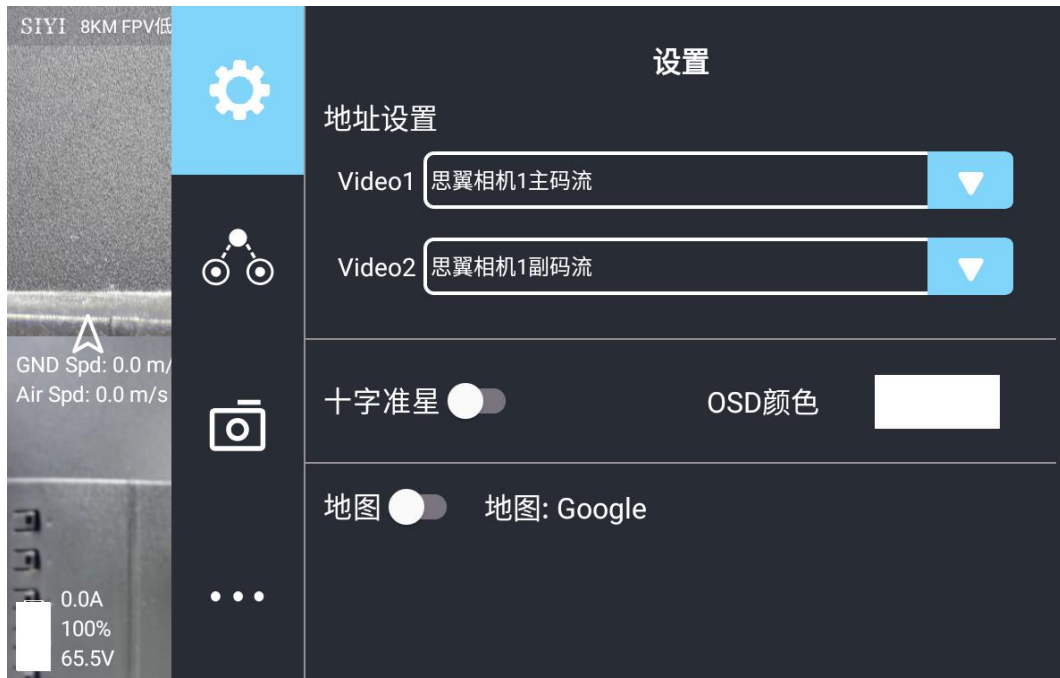 SIYI 8KM FPV低
设置
地址设置
Video1 思翼相机1主码流
Video2 思翼相机1副码流
GND Spd: 0.0 m/
Air Spd: 0.0 m/s
十字准星 OSD颜色
地图 地图: Google
0.0A
100%
65.5V